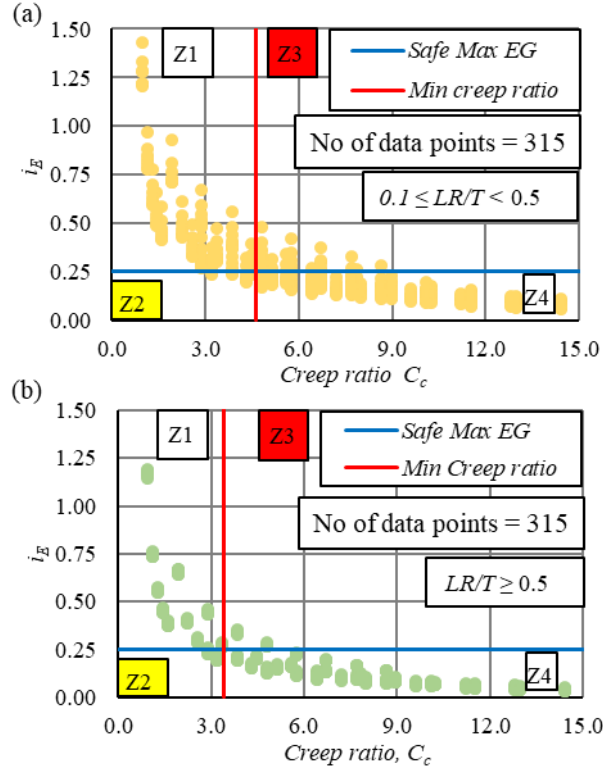 (a)
1.50
1.25
1.00
0.75
0.50
0.25
0.00
i_E
Z1
Z3
Safe Max EG
Min creep ratio
No of data points = 315
0.1 ≤ LR/T < 0.5
Z2
Z4
0.0 3.0 6.0 9.0 12.0 15.0
Creep ratio C_c
(b)
1.50
1.25
1.00
0.75
0.50
0.25
0.00
i_E
Z1
Z3
Safe Max EG
Min Creep ratio
No of data points = 315
LR/T ≥ 0.5
Z2
Z4
0.0 3.0 6.0 9.0 12.0 15.0
Creep ratio, C_c